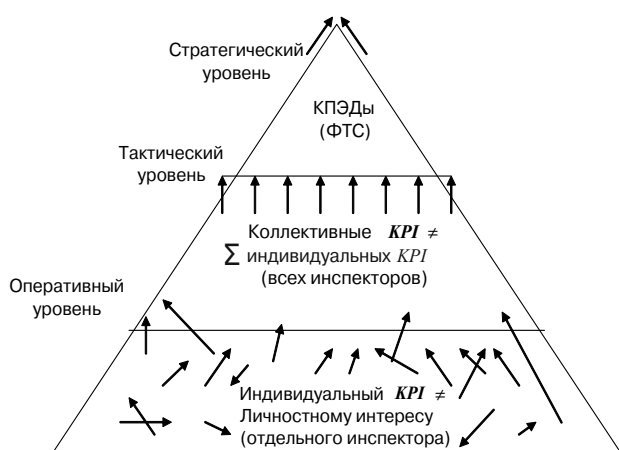 Стратегический
уровень
КПЭДы
(ФТС)
Тактический
уровень
Коллективные KPI ≠
Σ индивидуальных KPI
(всех инспекторов)
Оперативный
уровень
Индивидуальный KPI ≠
Личностному интересу
(отдельного инспектора)